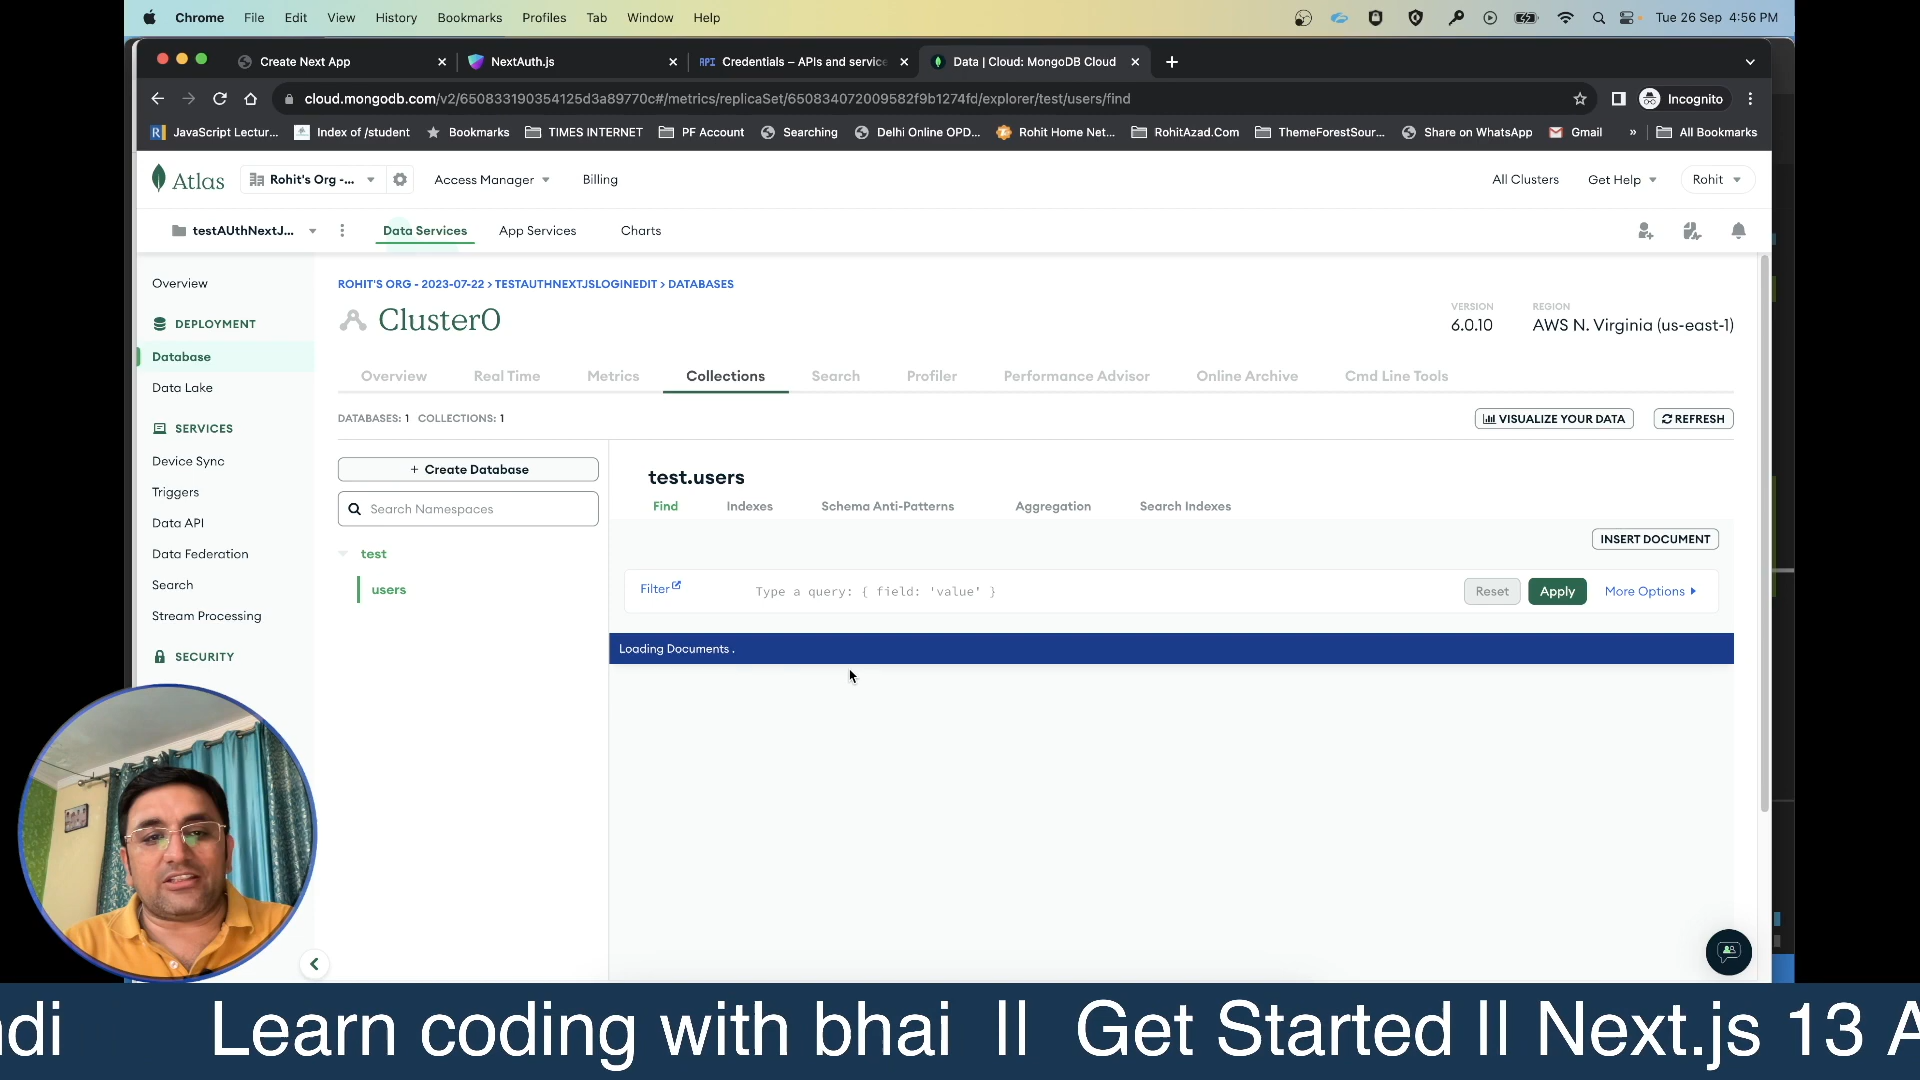 Chrome File Edit View History Bookmarks Profiles Tab Window Help Tue 26 Sep 4:56 PM
Create Next App NextAuth.js API Credentials – APIs and service Data | Cloud: MongoDB Cloud
cloud.mongodb.com/v2/650833190354125d3a89770c#/metrics/replicaSet/650834072009582f9b1274fd/explorer/test/users/find Incognito
JavaScript Lectur... Index of /student Bookmarks TIMES INTERNET PF Account Searching Delhi Online OPD... Rohit Home Net... RohitAzad.Com ThemeForestSour... Share on WhatsApp Gmail » All Bookmarks
Atlas Rohit's Org -... Access Manager Billing All Clusters Get Help Rohit
testAUthNextJ... Data Services App Services Charts
Overview
DEPLOYMENT
Database
Data Lake
SERVICES
Device Sync
Triggers
Data API
Data Federation
Search
Stream Processing
SECURITY
ROHIT'S ORG - 2023-07-22 > TESTAUTHNEXTJSLOGINEDIT > DATABASES
Cluster0
VERSION REGION
6.0.10 AWS N. Virginia (us-east-1)
Overview Real Time Metrics Collections Search Profiler Performance Advisor Online Archive Cmd Line Tools
DATABASES: 1 COLLECTIONS: 1 VISUALIZE YOUR DATA REFRESH
+ Create Database
Search Namespaces
test
users
test.users
Find Indexes Schema Anti-Patterns Aggregation Search Indexes
INSERT DOCUMENT
Filter Type a query: { field: 'value' } Reset Apply More Options
Loading Documents .
ndi Learn coding with bhai || Get Started || Next.js 13 A